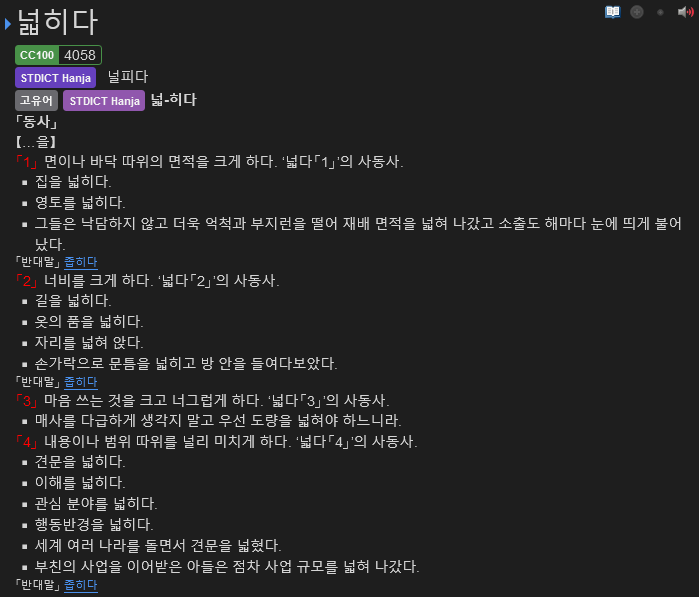 넓히다
CC100 4058
STDICT Hanja 널피다
고유어 STDICT Hanja 넓-히다
「동사」
【…을】
「1」 면이나 바닥 따위의 면적을 크게 하다. ‘넓다「1」’의 사동사.
▪ 집을 넓히다.
▪ 영토를 넓히다.
▪ 그들은 낙담하지 않고 더욱 억척과 부지런을 떨어 재배 면적을 넓혀 나갔고 소출도 해마다 눈에 띄게 불어
났다.
「반대말」 좁히다
「2」 너비를 크게 하다. ‘넓다「2」’의 사동사.
▪ 길을 넓히다.
▪ 옷의 품을 넓히다.
▪ 자리를 넓혀 앉다.
▪ 손가락으로 문틈을 넓히고 방 안을 들여다보았다.
「반대말」 좁히다
「3」 마음 쓰는 것을 크고 너그럽게 하다. ‘넓다「3」’의 사동사.
▪ 매사를 다급하게 생각지 말고 우선 도량을 넓혀야 하느니라.
「4」 내용이나 범위 따위를 널리 미치게 하다. ‘넓다「4」’의 사동사.
▪ 견문을 넓히다.
▪ 이해를 넓히다.
▪ 관심 분야를 넓히다.
▪ 행동반경을 넓히다.
▪ 세계 여러 나라를 돌면서 견문을 넓혔다.
▪ 부친의 사업을 이어받은 아들은 점차 사업 규모를 넓혀 나갔다.
「반대말」 좁히다